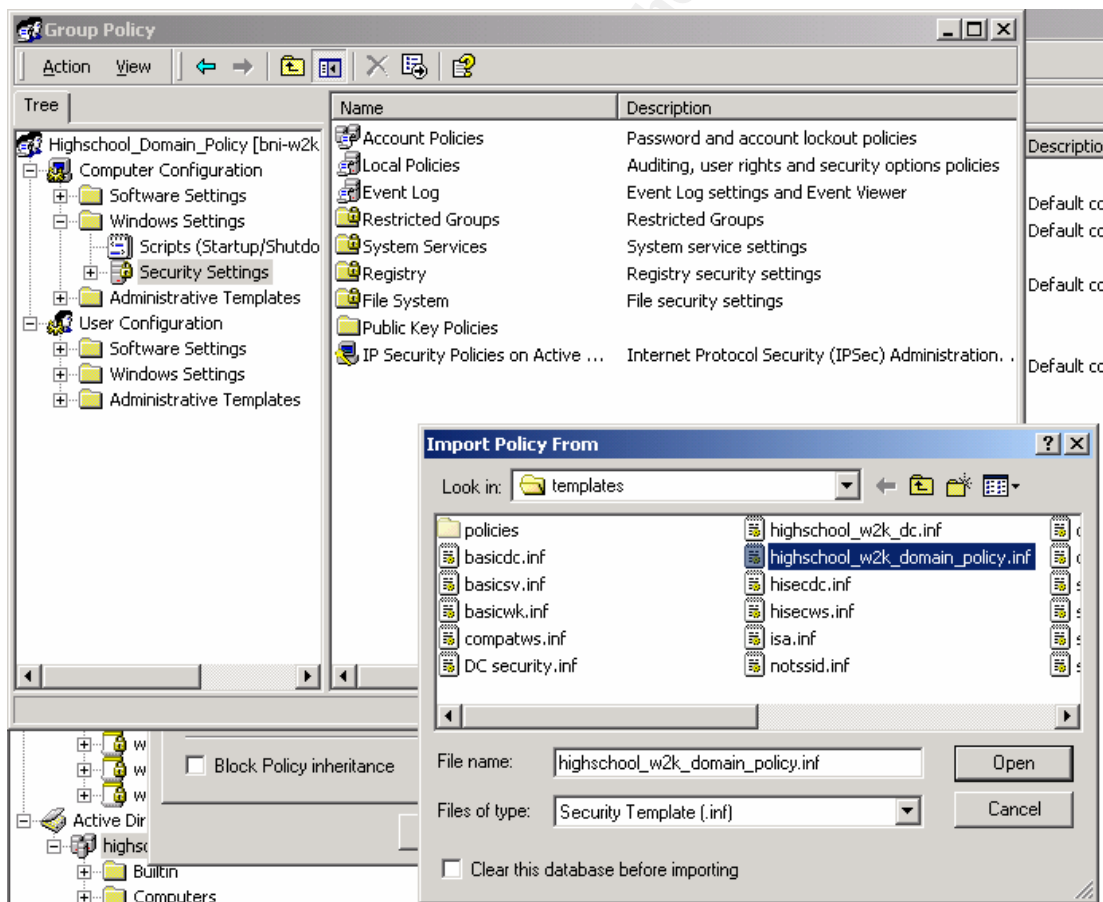 Group Policy
Action View
Tree
Name Description
Highschool_Domain_Policy [bni-w2k
Computer Configuration
Software Settings
Windows Settings
Scripts (Startup/Shutdo
Security Settings
Administrative Templates
User Configuration
Software Settings
Windows Settings
Administrative Templates
Account Policies Password and account lockout policies
Local Policies Auditing, user rights and security options policies
Event Log Event Log settings and Event Viewer
Restricted Groups Restricted Groups
System Services System service settings
Registry Registry security settings
File System File security settings
Public Key Policies
IP Security Policies on Active ... Internet Protocol Security (IPSec) Administration. .
Descriptio
Default co
Default co
Default co
Default co
Import Policy From
Look in: templates
policies
basicdc.inf
basicsv.inf
basicwk.inf
compatws.inf
DC security.inf
highschool_w2k_dc.inf
highschool_w2k_domain_policy.inf
hisecdc.inf
hisecws.inf
isa.inf
notssid.inf
File name: highschool_w2k_domain_policy.inf Open
Files of type: Security Template (.inf) Cancel
Clear this database before importing
w
w
w
Active Dir
highsc
Builtin
Computers
Block Policy inheritance